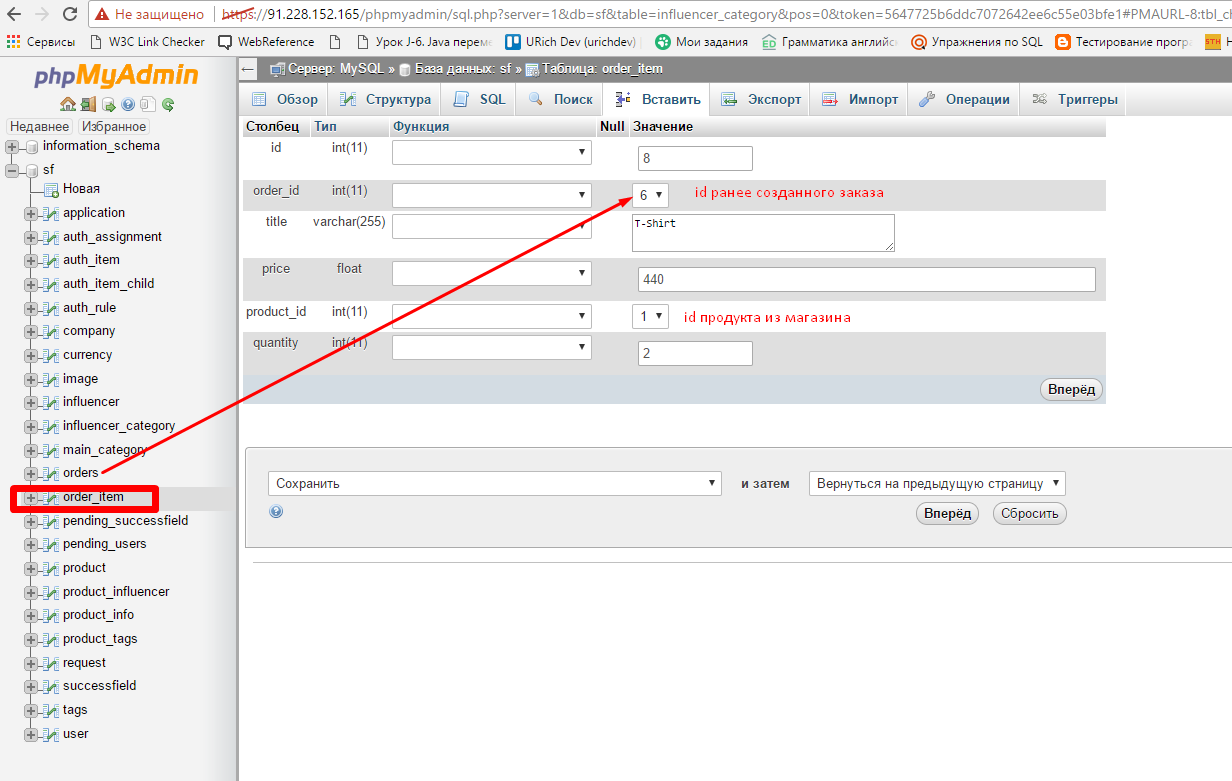 Не защищено https://91.228.152.165/phpmyadmin/sql.php?server=1&db=sf&table=influencer_category&pos=0&token=5647725b6ddc7072642ee6c55e03bfe1#PMAURL-8:tbl_c
Сервисы W3C Link Checker WebReference Урок J-6. Java переме URich Dev (urichdev) Мои задания Грамматика английс Упражнения по SQL Тестирование програ
phpMyAdmin
Недавнее Избранное
information_schema
sf
Новая
application
auth_assignment
auth_item
auth_item_child
auth_rule
company
currency
image
influencer
influencer_category
main_category
orders
order_item
pending_successfield
pending_users
product
product_influencer
product_info
product_tags
request
successfield
tags
user
Сервер: MySQL » База данных: sf » Таблица: order_item
Обзор Структура SQL Поиск Вставить Экспорт Импорт Операции Триггеры
Столбец Тип Функция Null Значение
id int(11) 8
order_id int(11) 6 id ранее созданного заказа
title varchar(255) T-Shirt
price float 440
product_id int(11) 1 id продукта из магазина
quantity int(11) 2
Вперёд
Сохранить и затем Вернуться на предыдущую страницу
Вперёд Сбросить